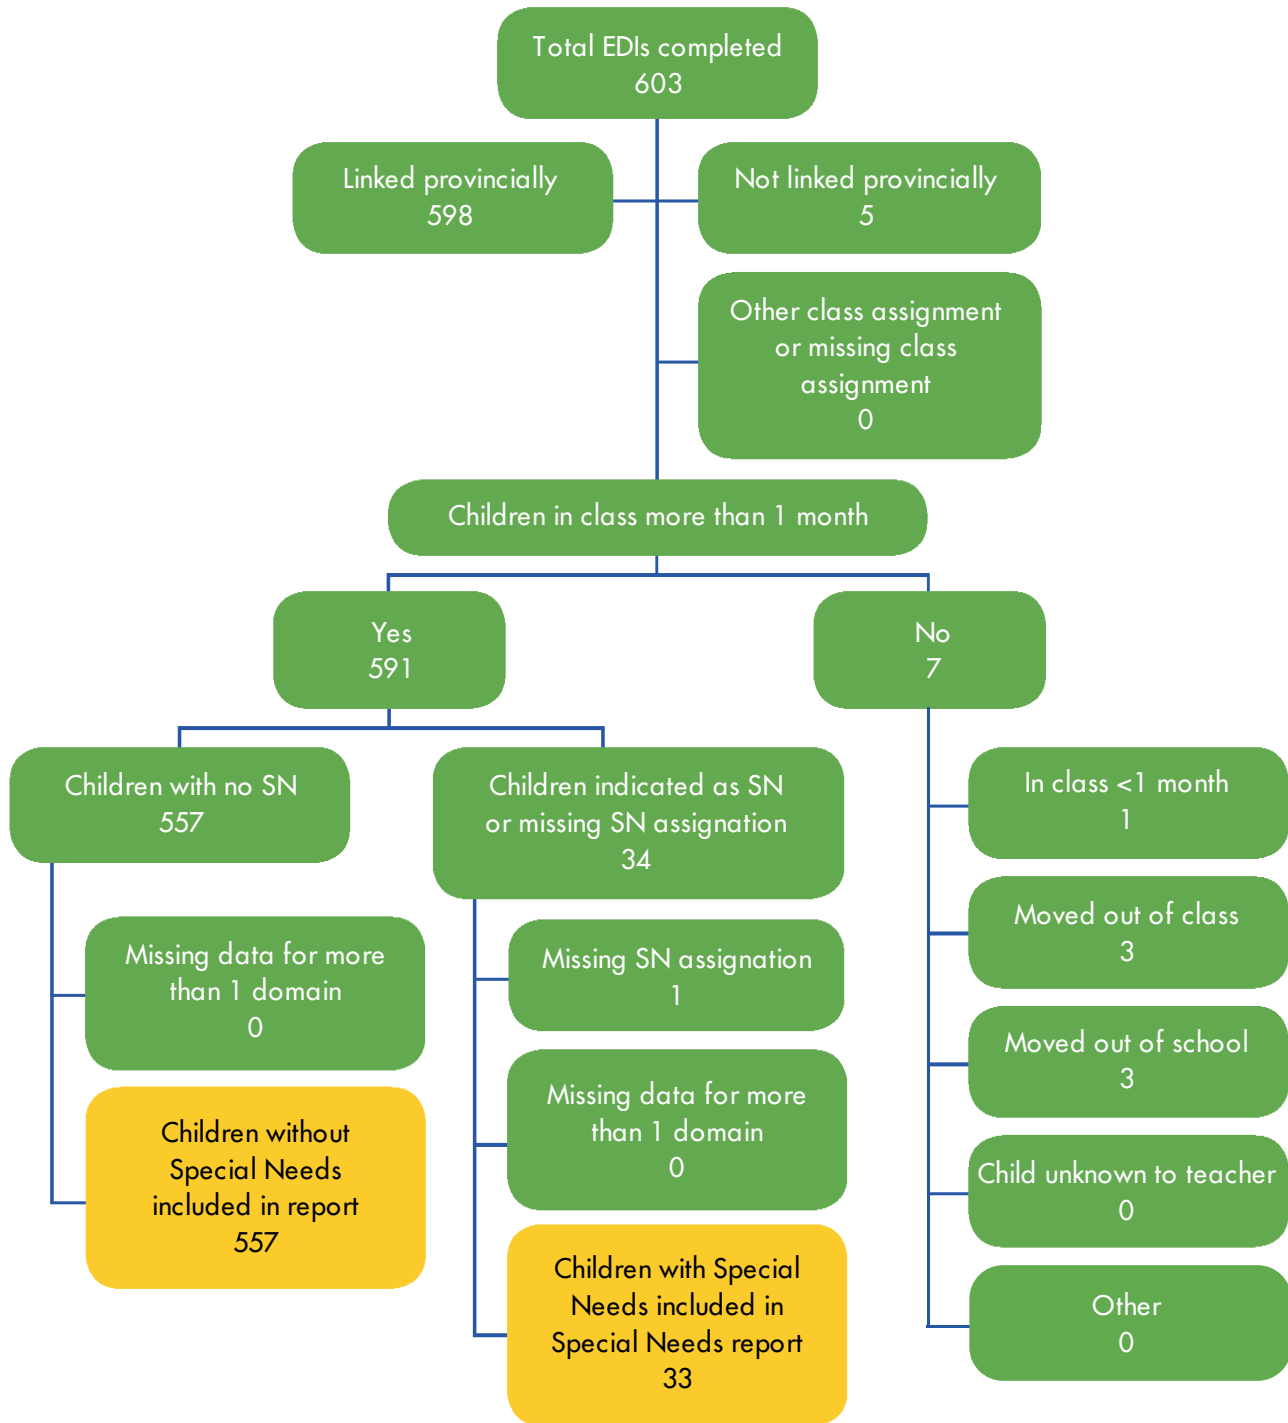 Total EDIs completed
603
Linked provincially
598
Not linked provincially
5
Other class assignment
or missing class
assignment
0
Children in class more than 1 month
Yes
591
No
7
Children with no SN
557
Children indicated as SN
or missing SN assignation
34
In class <1 month
1
Missing data for more
than 1 domain
0
Missing SN assignation
1
Moved out of class
3
Children without
Special Needs
included in report
557
Missing data for more
than 1 domain
0
Moved out of school
3
Children with Special
Needs included in
Special Needs report
33
Child unknown to teacher
0
Other
0